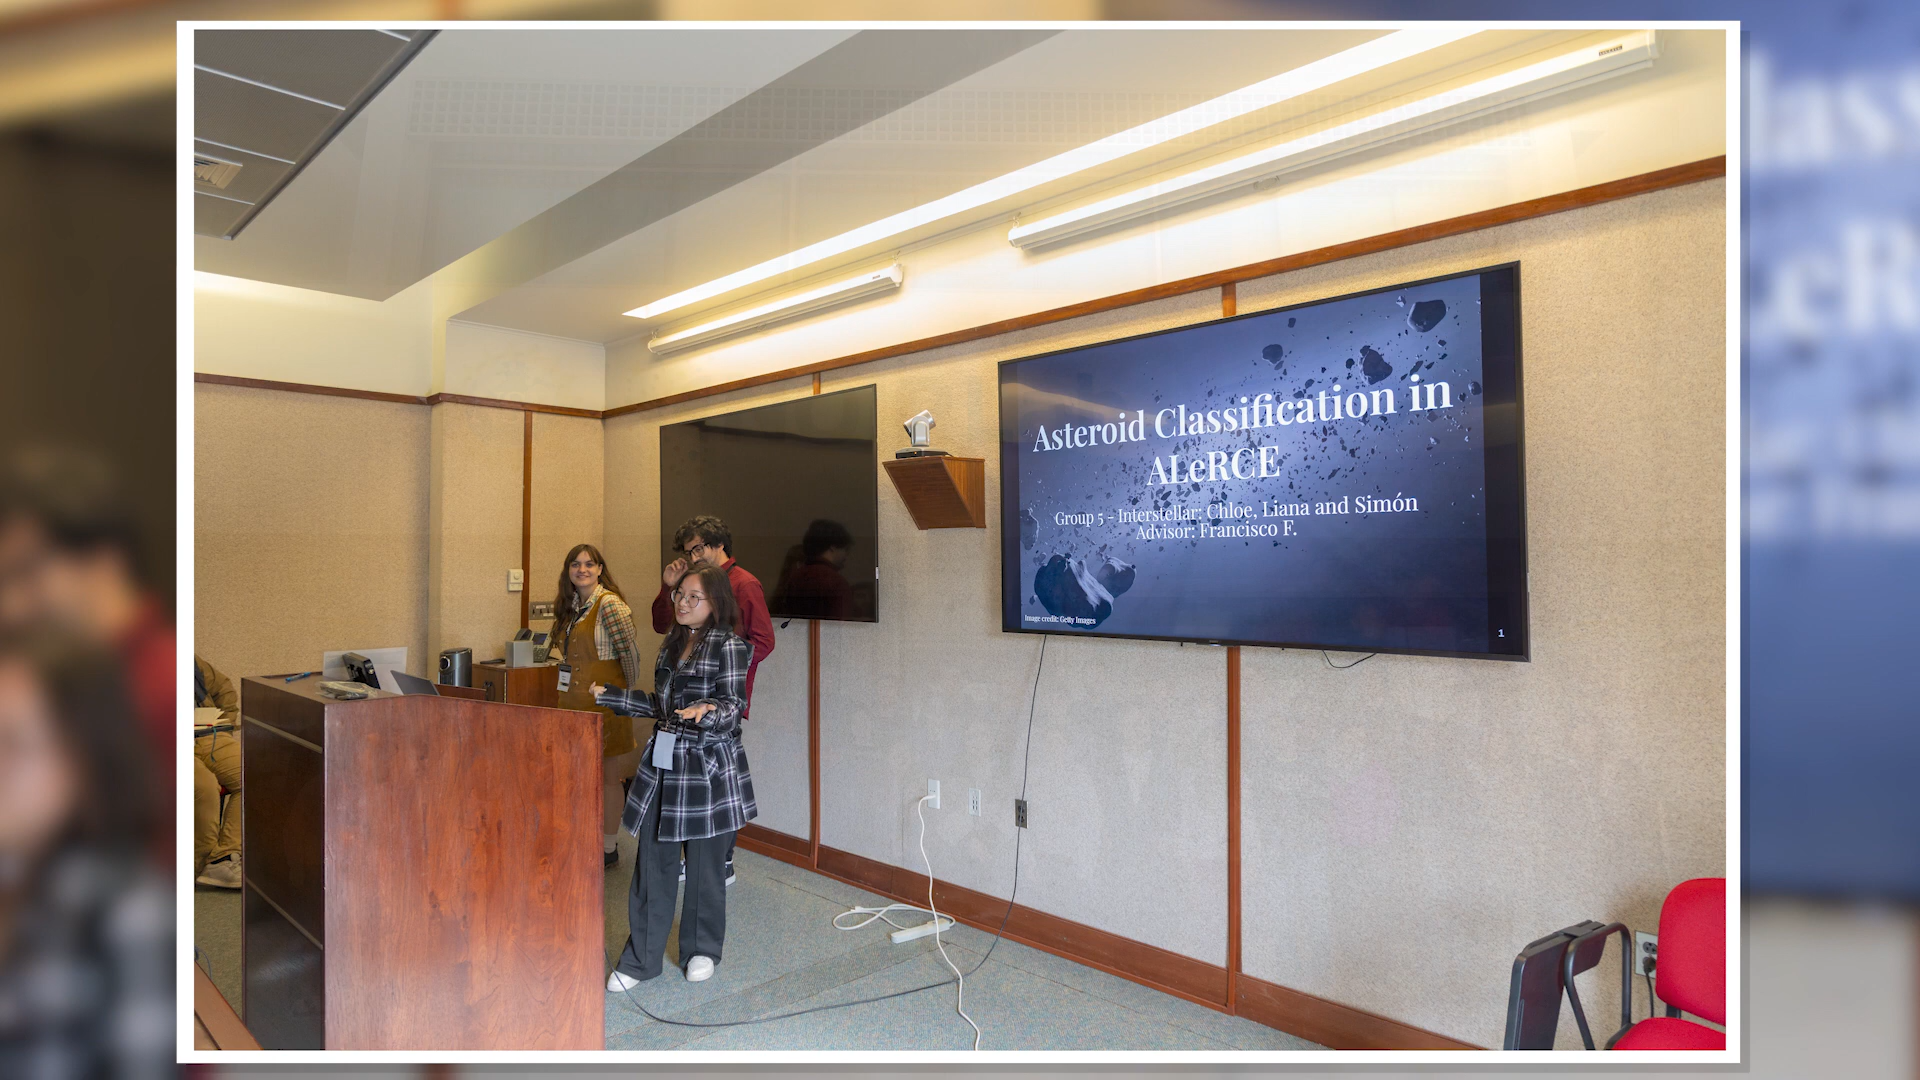 Asteroid Classification in
ALeRCE
Group 5 - Interstellar: Chloe, Liana and Simón
Advisor: Francisco F.
Image credit: Getty Images
1